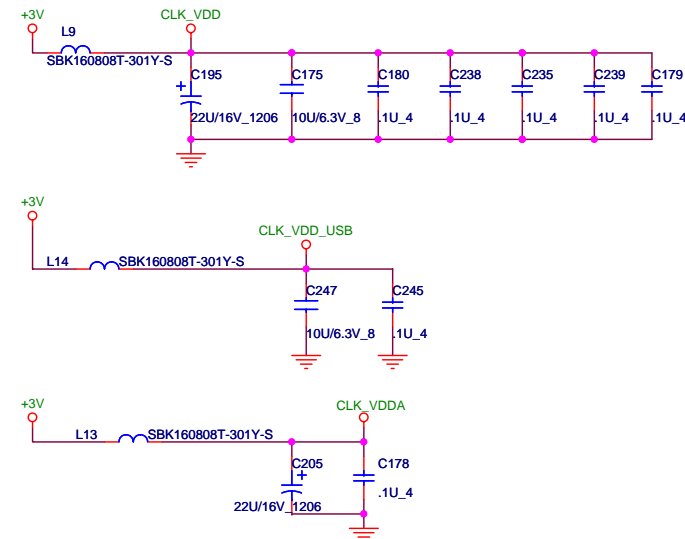 +3V
CLK_VDD
L9
SBK160808T-301Y-S
C195
C175
C180
C238
C235
C239
C179
+
22U/16V_1206
10U/6.3V_8
.1U_4
.1U_4
.1U_4
.1U_4
.1U_4
+3V
CLK_VDD_USB
L14
SBK160808T-301Y-S
C247
C245
10U/6.3V_8
.1U_4
+3V
CLK_VDDA
L13
SBK160808T-301Y-S
C205
C178
+
.1U_4
22U/16V_1206